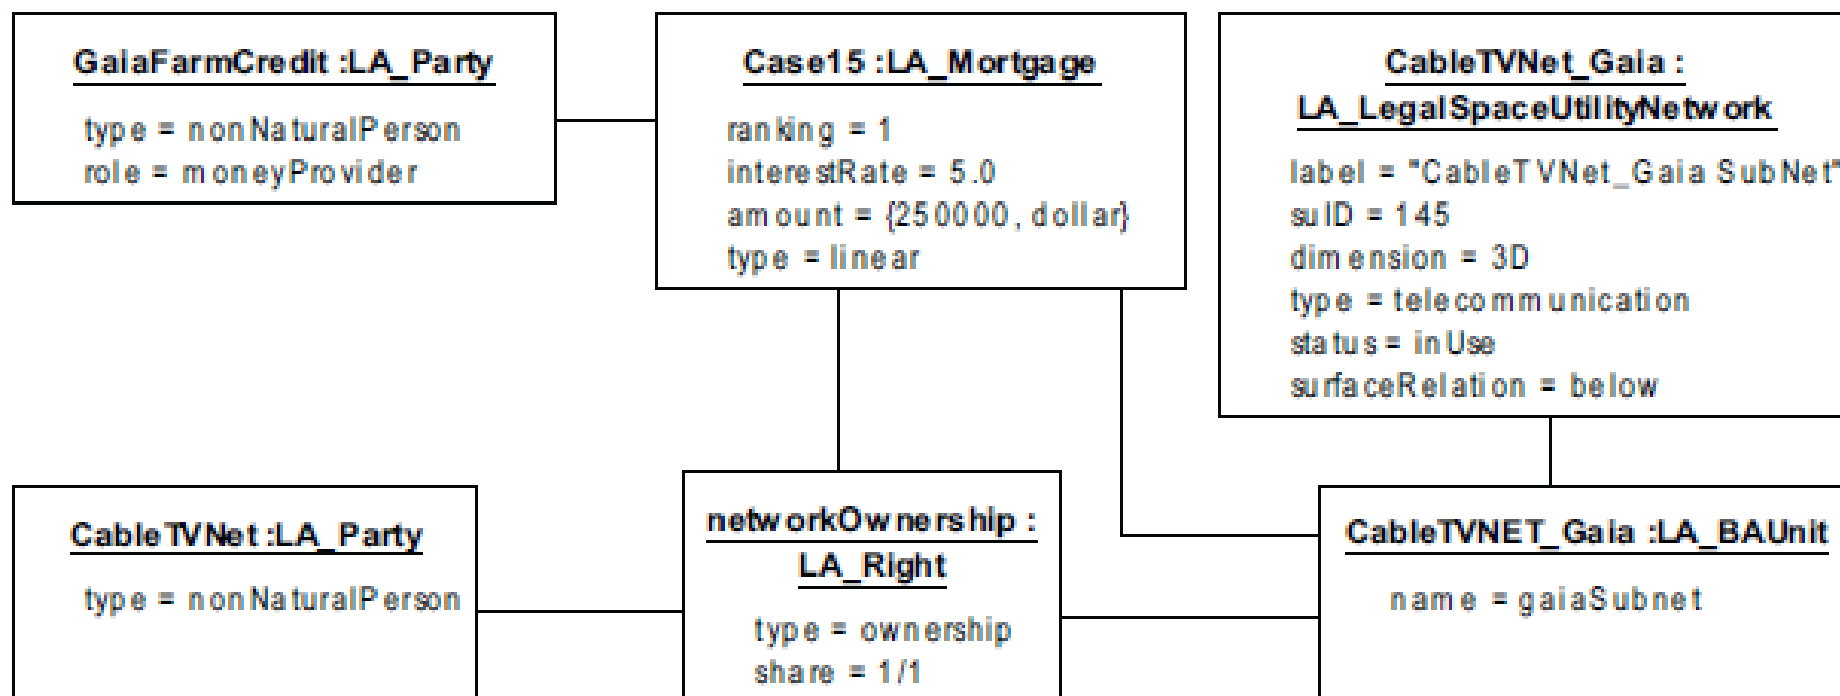 GaiaFarmCredit :LA_Party
type = nonNaturalPerson
role = moneyProvider
Case15 :LA_Mortgage
ranking = 1
interestRate = 5.0
amount = {250000, dollar}
type = linear
CableTVNet_Gaia :
LA_LegalSpaceUtilityNetwork
label = "CableTVNet_Gaia SubNet"
suID = 145
dimension = 3D
type = telecommunication
status = inUse
surfaceRelation = below
CableTVNet :LA_Party
type = nonNaturalPerson
networkOwnership :
LA_Right
type = ownership
share = 1/1
CableTVNET_Gaia :LA_BAUnit
name = gaiaSubnet